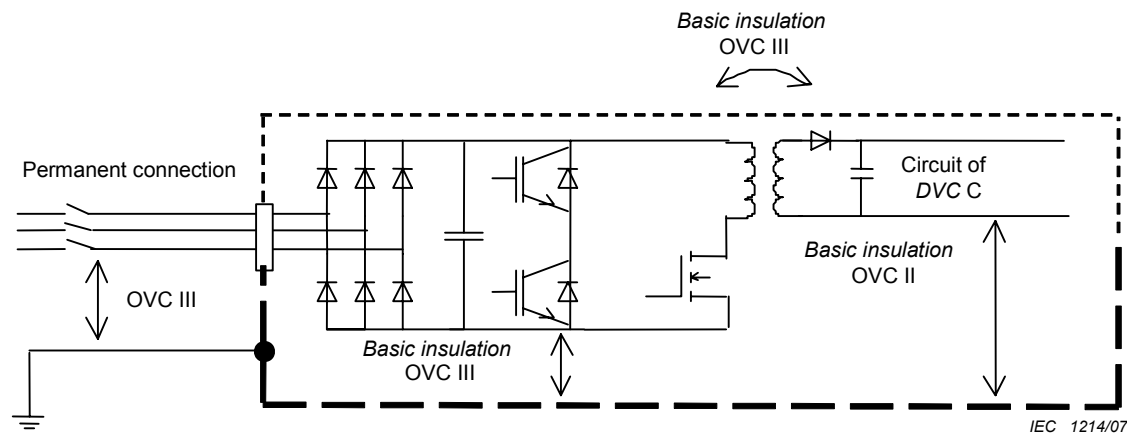 Basic insulation
OVC III
Permanent connection
Circuit of
DVC C
Basic insulation
OVC II
OVC III
Basic insulation
OVC III
IEC 1214/07